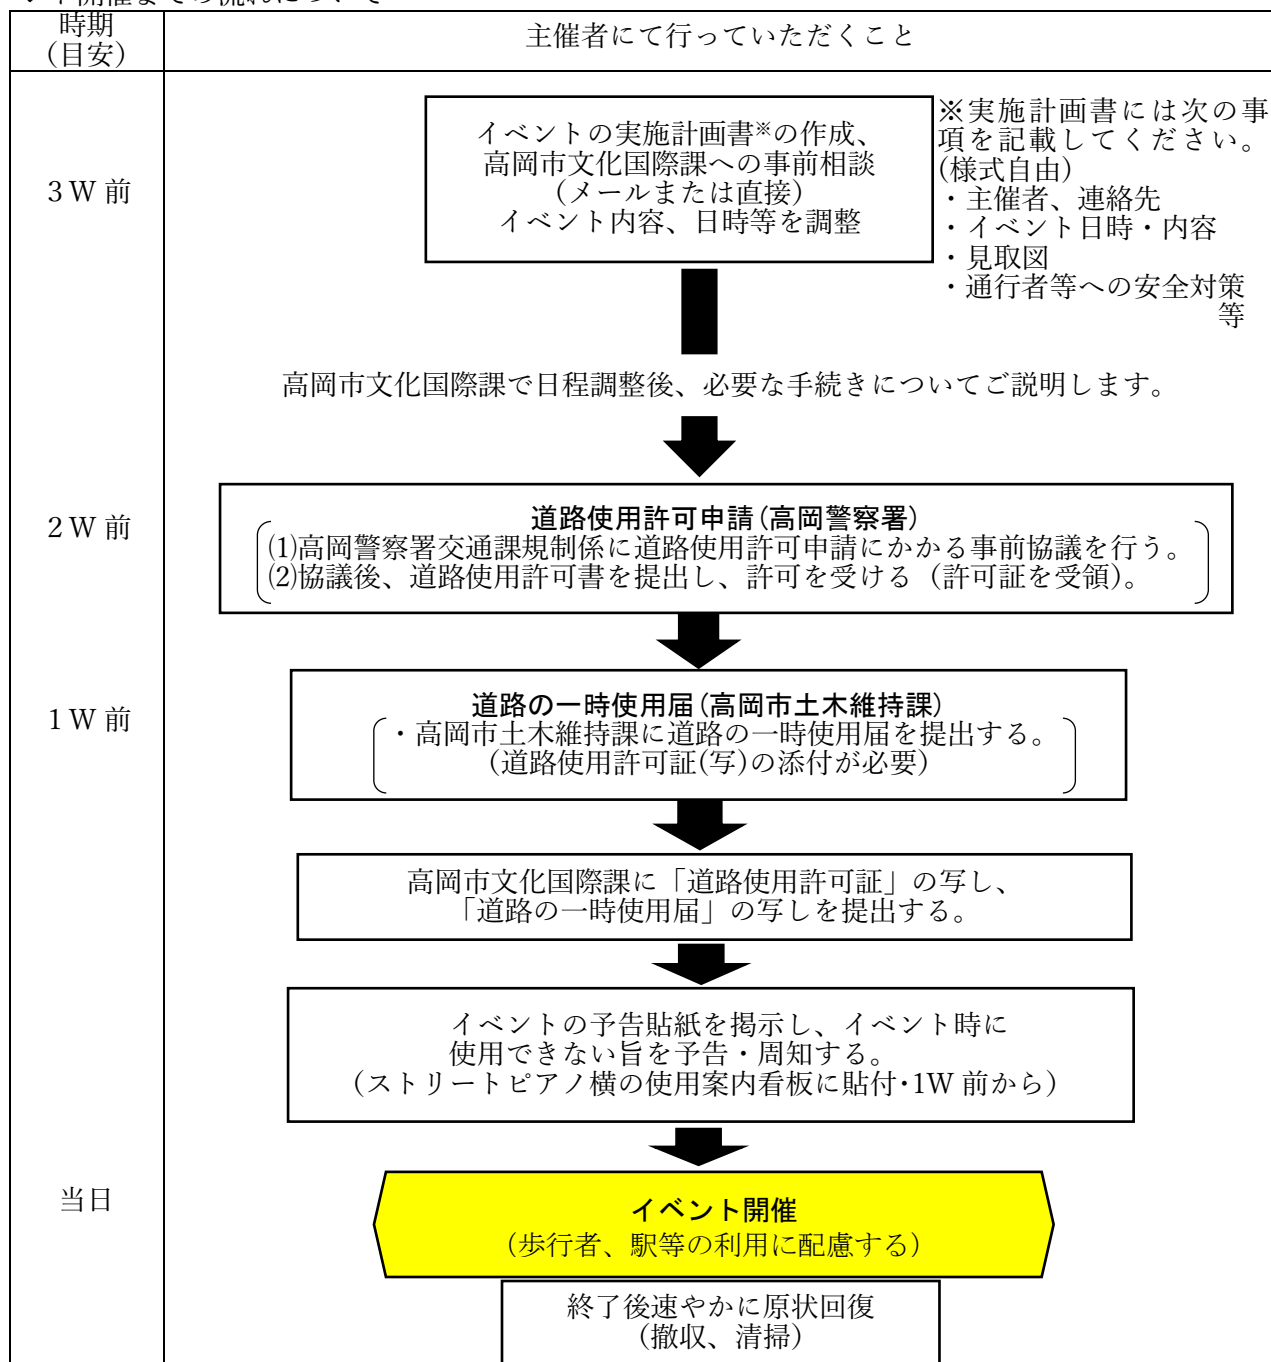 ント開催までの流れについて
時期
(目安)
主催者にて行っていただくこと
3W前
イベントの実施計画書※の作成、
高岡市文化国際課への事前相談
(メールまたは直接)
イベント内容、日時等を調整
※実施計画書には次の事
項を記載してください。
(様式自由)
・主催者、連絡先
・イベント日時・内容
・見取図
・通行者等への安全対策
等
高岡市文化国際課で日程調整後、必要な手続きについてご説明します。
2W前
道路使用許可申請(高岡警察署)
⑴高岡警察署交通課規制係に道路使用許可申請にかかる事前協議を行う。
⑵協議後、道路使用許可書を提出し、許可を受ける（許可証を受領）。
1W前
道路の一時使用届(高岡市土木維持課)
・高岡市土木維持課に道路の一時使用届を提出する。
(道路使用許可証(写)の添付が必要)
高岡市文化国際課に「道路使用許可証」の写し、
「道路の一時使用届」の写しを提出する。
イベントの予告貼紙を掲示し、イベント時に
使用できない旨を予告・周知する。
(ストリートピアノ横の使用案内看板に貼付･1W前から)
当日
イベント開催
(歩行者、駅等の利用に配慮する)
終了後速やかに原状回復
(撤収、清掃)